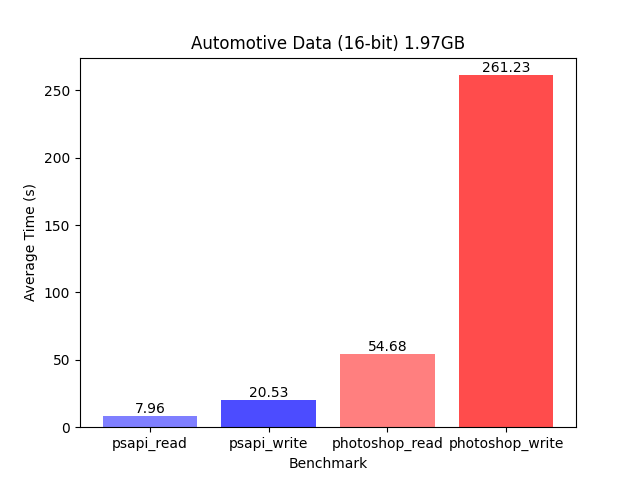 Automotive Data (16-bit) 1.97GB
261.23
54.68
20.53
7.96
250
200
150
100
50
0
Average Time (s)
psapi_read psapi_write photoshop_read photoshop_write
Benchmark